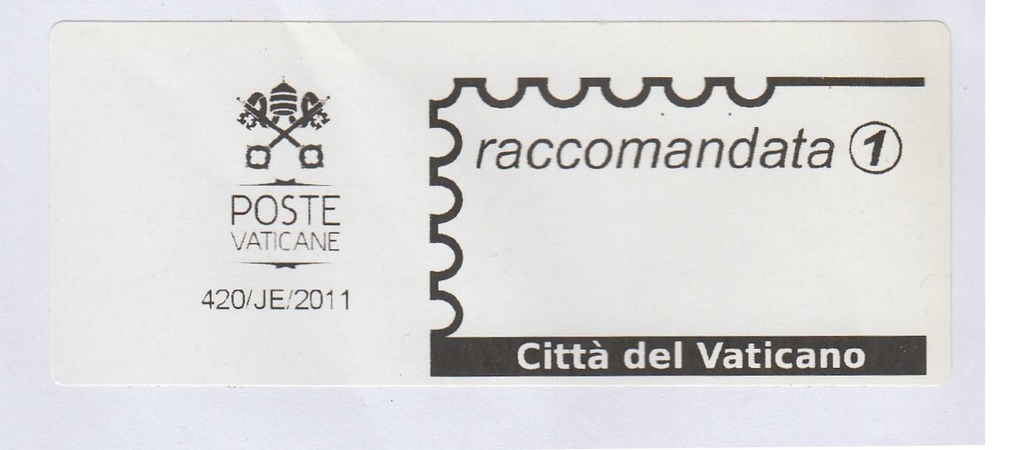 POSTE
VATICANE
420/JE/2011
raccomandata 1
Città del Vaticano